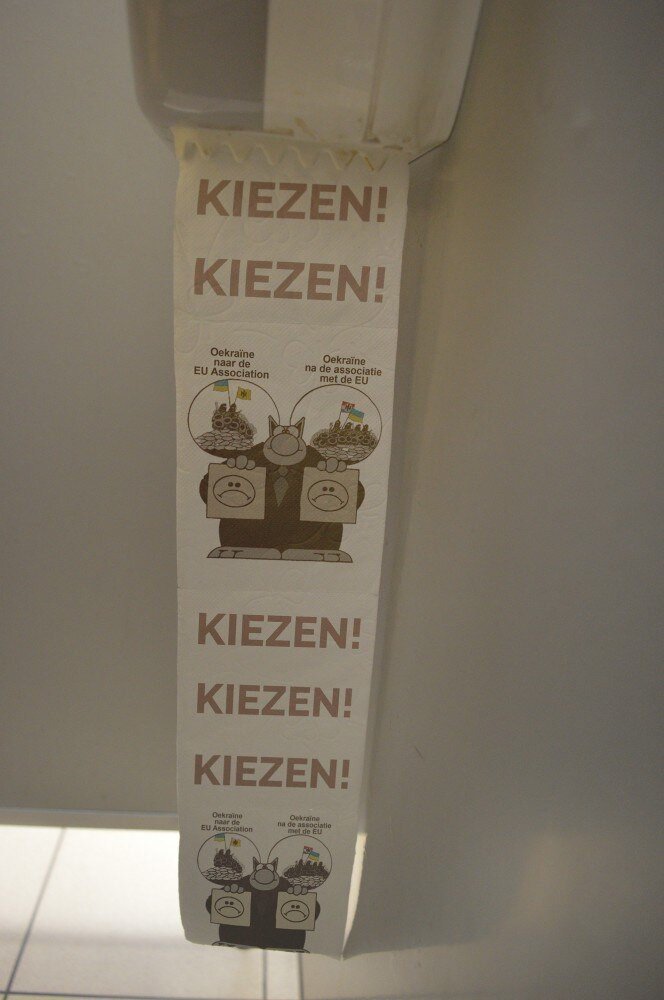 KIEZEN!
KIEZEN!
Oekraïne
naar de
EU Association
Oekraïne
na de associatie
met de EU
KIEZEN!
KIEZEN!
KIEZEN!
Oekraïne
naar de
EU Association
Oekraïne
na de associatie
met de EU